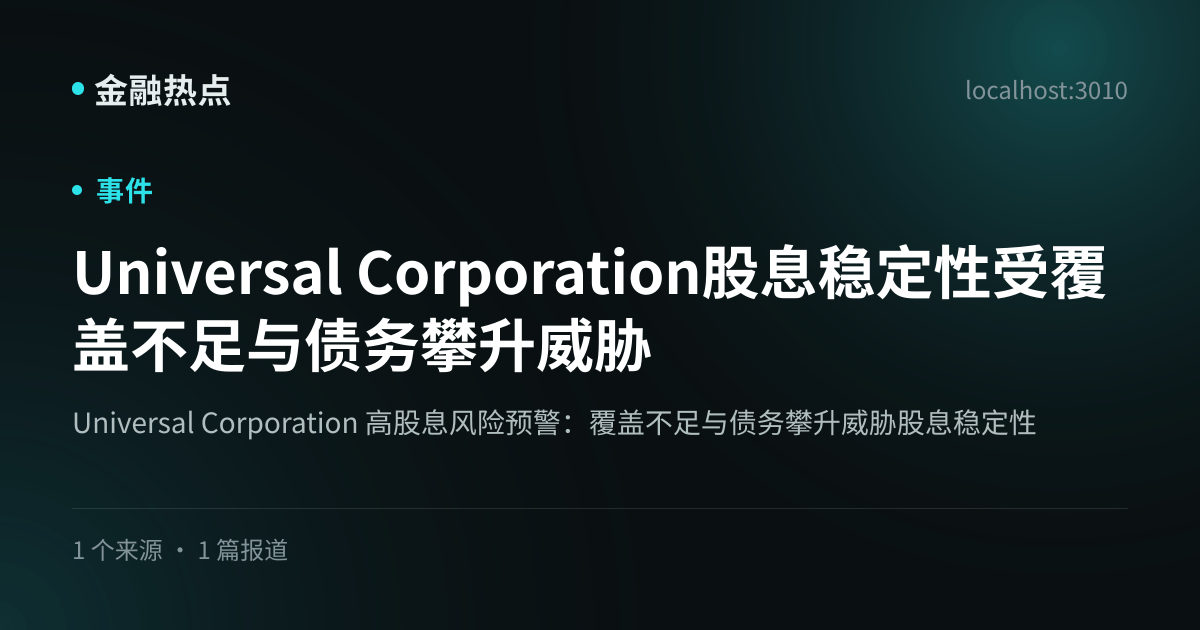 金融热点
localhost:3010
事件
Universal Corporation股息稳定性受覆
盖不足与债务攀升威胁
Universal Corporation 高股息风险预警：覆盖不足与债务攀升威胁股息稳定性
1 个来源 · 1 篇报道